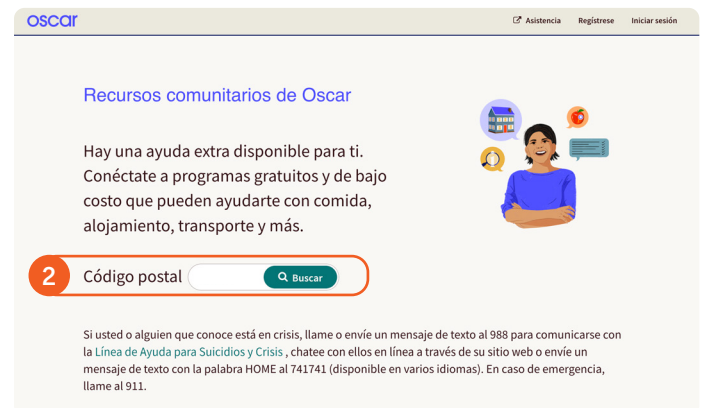 oscar
Asistencia Regístrese Iniciar sesión
Recursos comunitarios de Oscar
Hay una ayuda extra disponible para ti.
Conéctate a programas gratuitos y de bajo
costo que pueden ayudarte con comida,
alojamiento, transporte y más.
2 Código postal Buscar
Si usted o alguien que conoce está en crisis, llame o envíe un mensaje de texto al 988 para comunicarse con
la Línea de Ayuda para Suicidios y Crisis , chatee con ellos en línea a través de su sitio web o envíe un
mensaje de texto con la palabra HOME al 741741 (disponible en varios idiomas). En caso de emergencia,
llame al 911.